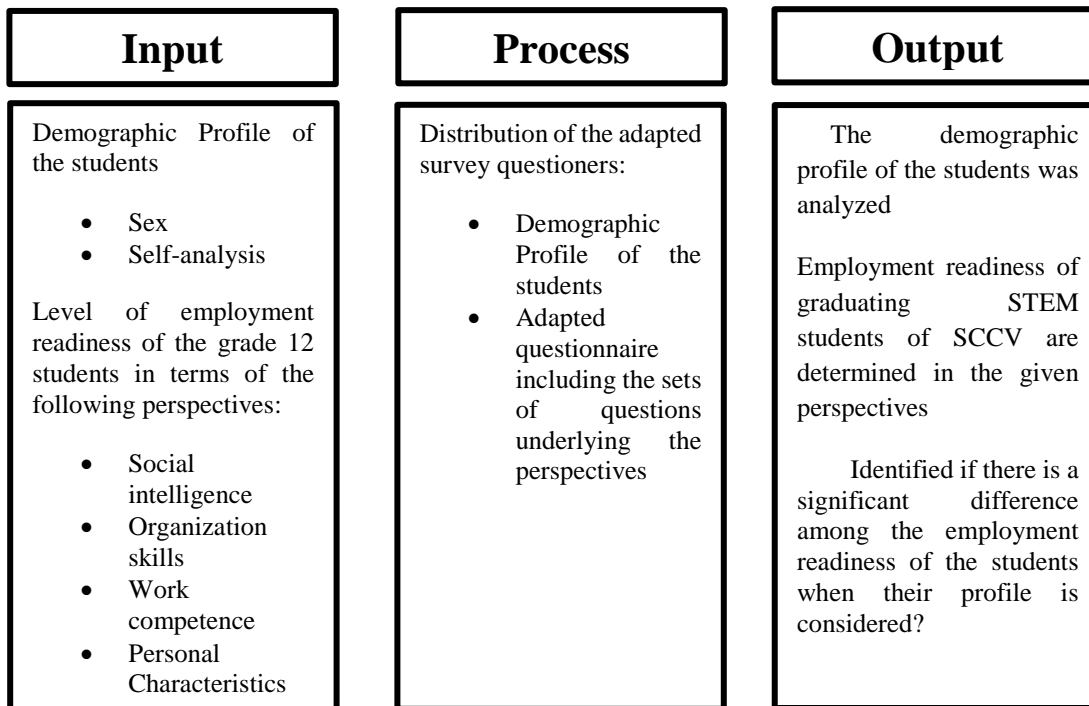 Input
Demographic Profile of
the students
• Sex
• Self-analysis
Level of employment
readiness of the grade 12
students in terms of the
following perspectives:
• Social
intelligence
• Organization
skills
• Work
competence
• Personal
Characteristics
Process
Distribution of the adapted
survey questioners:
• Demographic
Profile of the
students
• Adapted
questionnaire
including the sets
of questions
underlying the
perspectives
Output
The demographic
profile of the students was
analyzed
Employment readiness of
graduating STEM
students of SCCV are
determined in the given
perspectives
Identified if there is a
significant difference
among the employment
readiness of the students
when their profile is
considered?